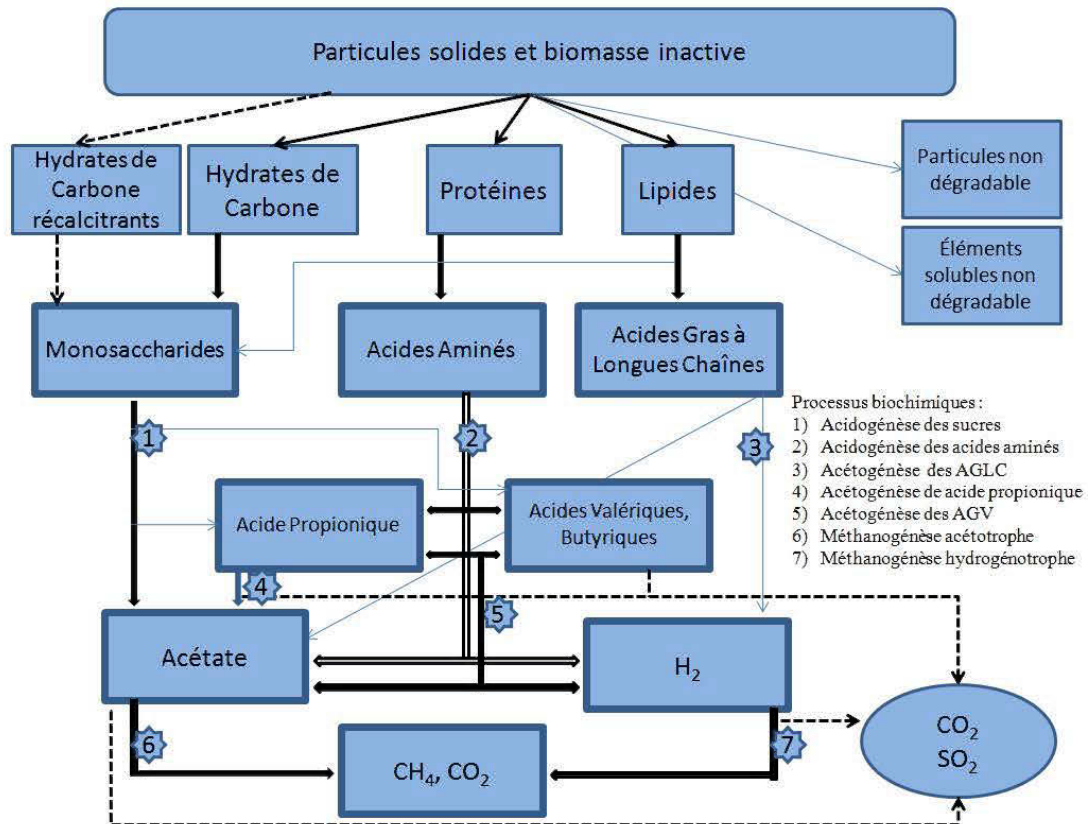 Particules solides et biomasse inactive
Hydrates de
Carbone
récalcitrants
Hydrates de
Carbone
Protéines
Lipides
Particules non
dégradable
Éléments
solubles non
dégradable
Monosaccharides
Acides Aminés
Acides Gras à
Longues Chaînes
Processus biochimiques :
1) Acidogénèse des sucres
2) Acidogénèse des acides aminés
3) Acétogénèse des AGLC
4) Acétogénèse de acide propionique
5) Acétogénèse des AGV
6) Méthanogénèse acétotrophe
7) Méthanogénèse hydrogénotrophe
1
2
3
Acide Propionique
Acides Valériques,
Butyriques
4
5
Acétate
H₂
6
7
CH₄, CO₂
CO₂
SO₂